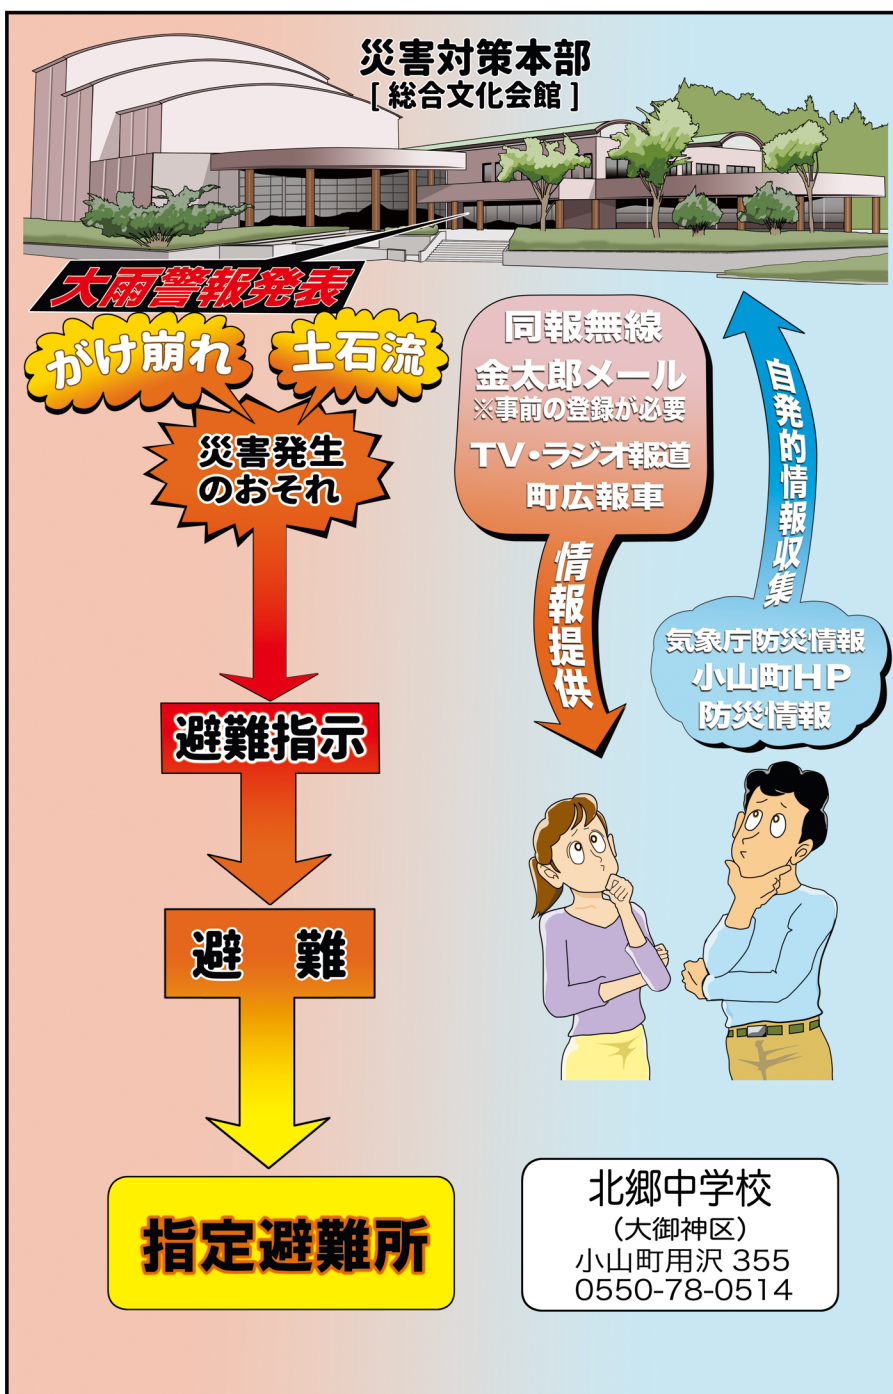 災害対策本部
[ 総合文化会館 ]
大雨警報発表
がけ崩れ
土石流
災害発生
のおそれ
避難指示
避　難
指定避難所
同報無線
金太郎メール
※事前の登録が必要
TV・ラジオ報道
町広報車
情報提供
自発的情報収集
気象庁防災情報
小山町HP
防災情報
北郷中学校
（大御神区）
小山町用沢 355
0550-78-0514